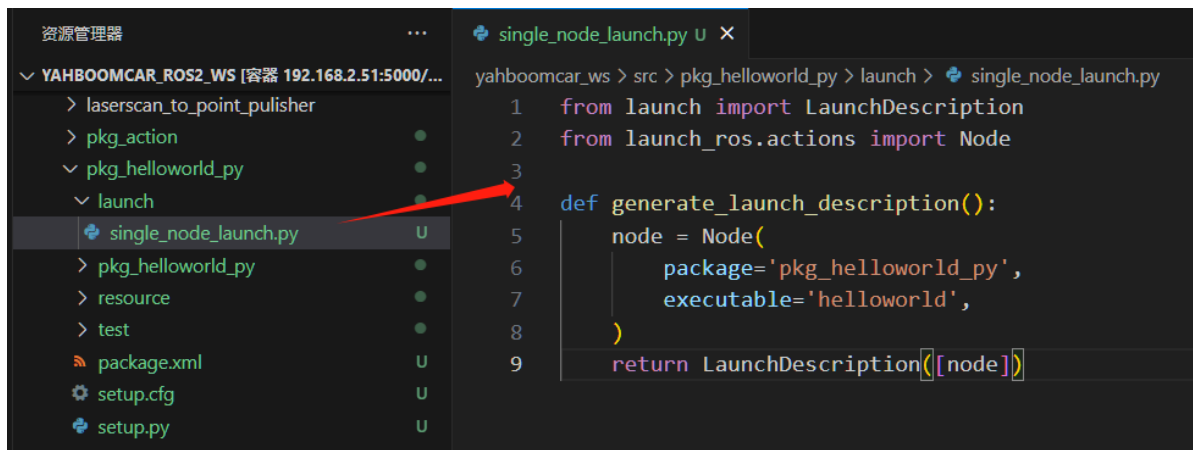 资源管理器 ···
YAHBOOMCAR_ROS2_WS [容器 192.168.2.51:5000/...
laserscan_to_point_pulisher
pkg_action
pkg_helloworld_py
launch
single_node_launch.py U
pkg_helloworld_py
resource
test
package.xml U
setup.cfg U
setup.py U
single_node_launch.py U ×
yahboomcar_ws > src > pkg_helloworld_py > launch > single_node_launch.py
1 from launch import LaunchDescription
2 from launch_ros.actions import Node
3
4 def generate_launch_description():
5     node = Node(
6         package='pkg_helloworld_py',
7         executable='helloworld',
8     )
9     return LaunchDescription([node])